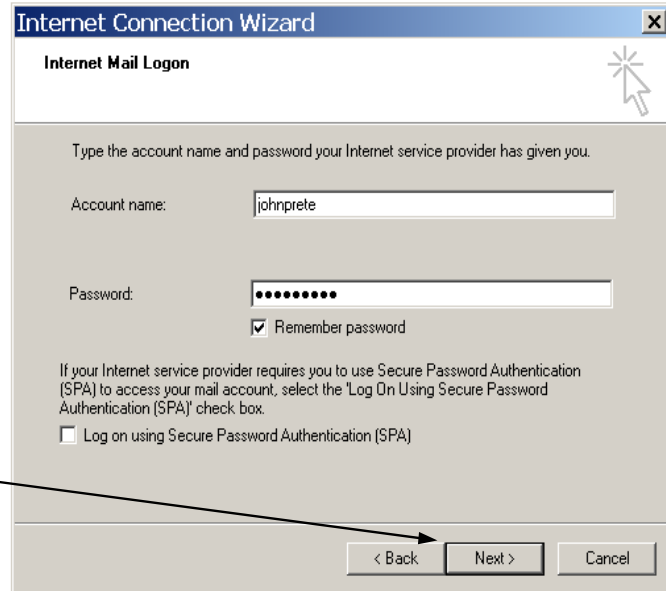 Internet Connection Wizard
Internet Mail Logon
Type the account name and password your Internet service provider has given you.
Account name:
johnprete
Password:
●●●●●●●●●
Remember password
If your Internet service provider requires you to use Secure Password Authentication
(SPA) to access your mail account, select the 'Log On Using Secure Password
Authentication (SPA)' check box.
Log on using Secure Password Authentication (SPA)
< Back Next > Cancel